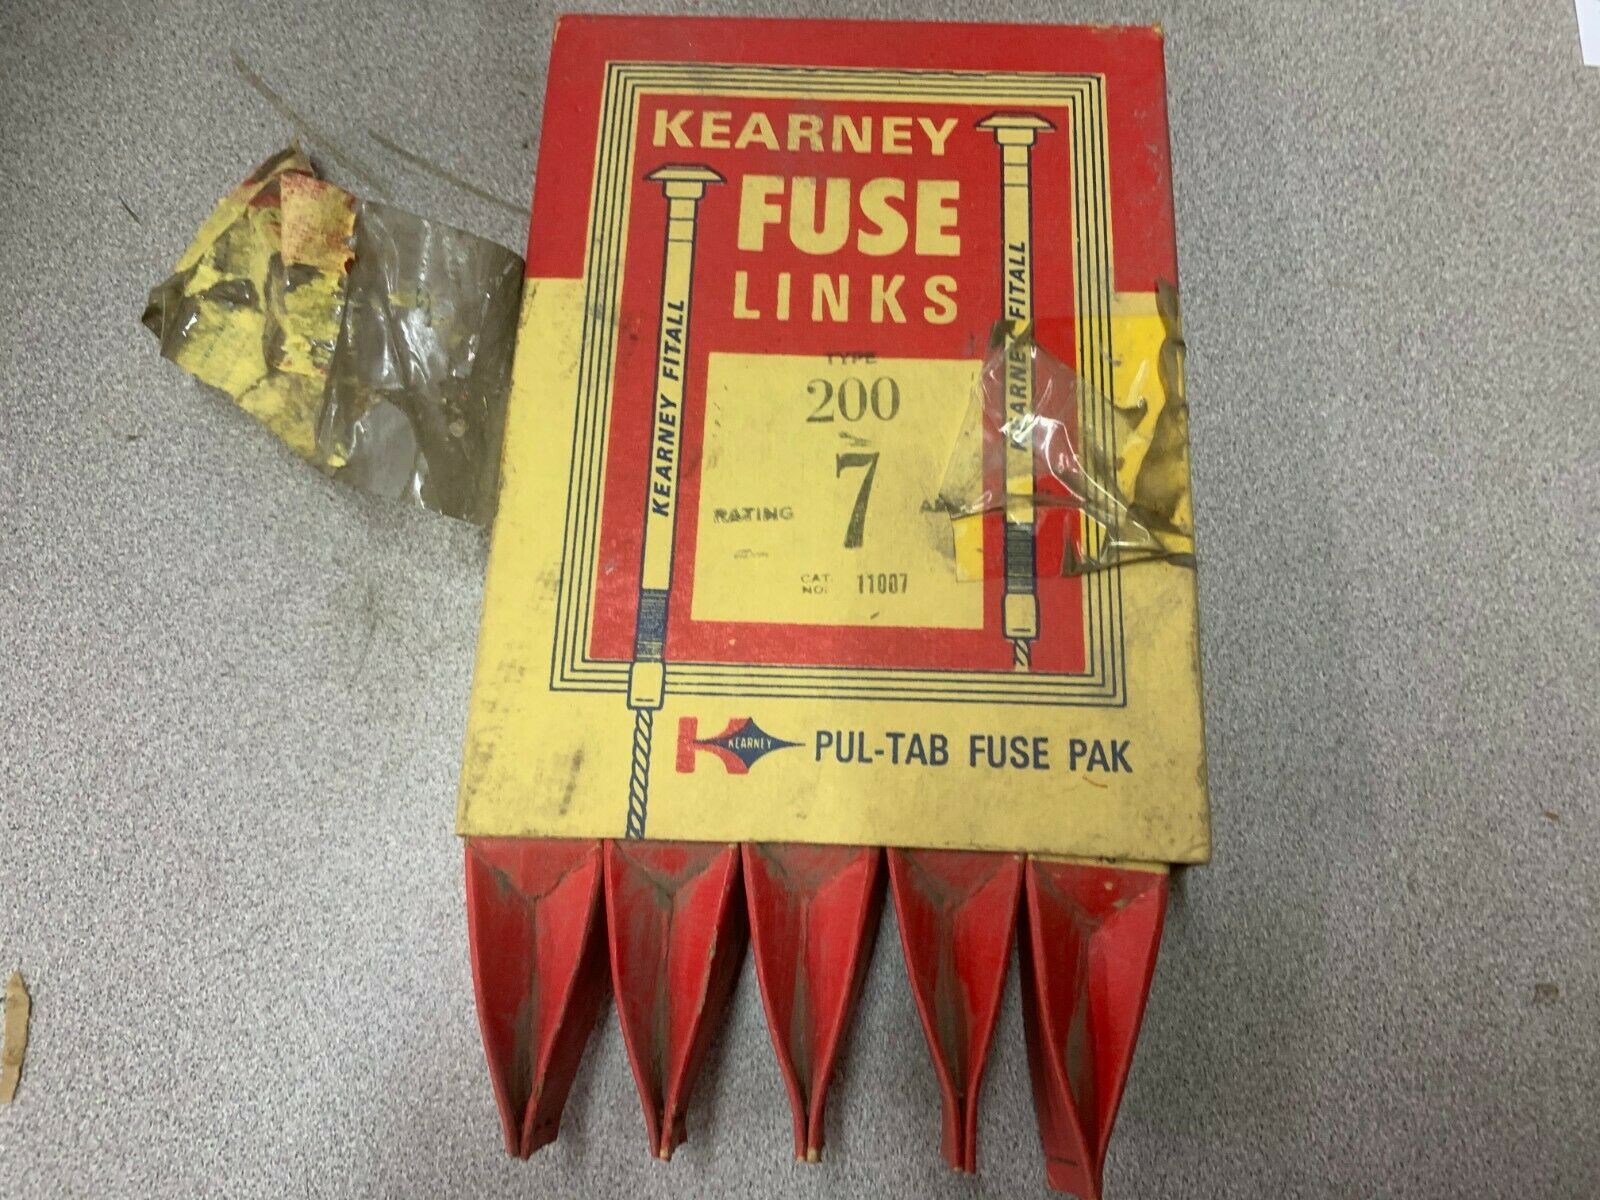 KEARNEY
FUSE
LINKS
TYPE
200
7
RATING
CAT. NO. 11007
KEARNEY FITALL
KEARNEY FITALL
KEARNEY
PUL-TAB FUSE PAK